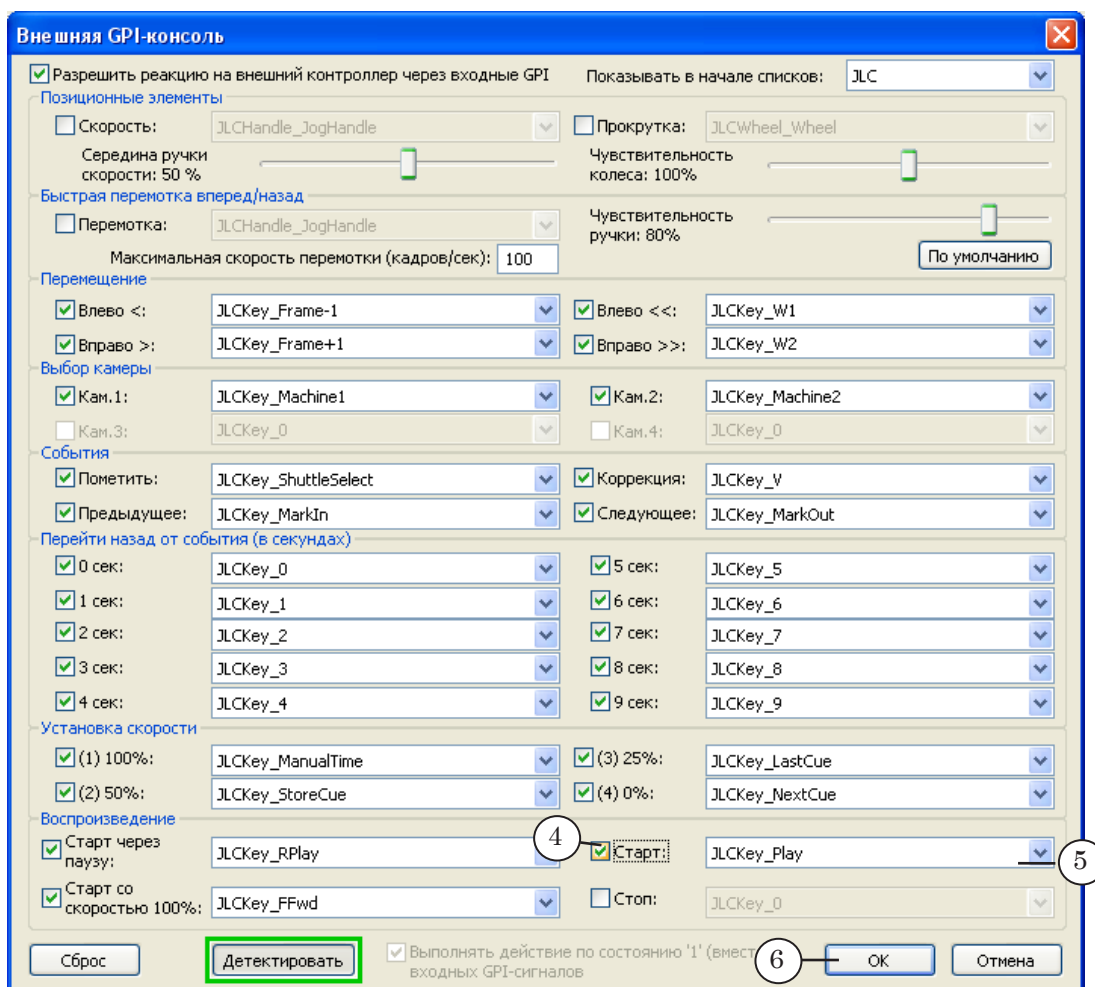 Внешняя GPI-консоль
Разрешить реакцию на внешний контроллер через входные GPI Показывать в начале списков: JLC
Позиционные элементы
Скорость: JLCHandle_JogHandle Прокрутка: JLCWheel_Wheel
Середина ручки Чувствительность
скорости: 50 % колеса: 100%
Быстрая перемотка вперед/назад
Перемотка: JLCHandle_JogHandle Чувствительность
ручки: 80%
Максимальная скорость перемотки (кадров/сек): 100 По умолчанию
Перемещение
Влево <: JLCKey_Frame-1 Влево <<: JLCKey_W1
Вправо >: JLCKey_Frame+1 Вправо >>: JLCKey_W2
Выбор камеры
Кам.1: JLCKey_Machine1 Кам.2: JLCKey_Machine2
Кам.3: JLCKey_0 Кам.4: JLCKey_0
События
Пометить: JLCKey_ShuttleSelect Коррекция: JLCKey_V
Предыдущее: JLCKey_MarkIn Следующее: JLCKey_MarkOut
Перейти назад от события (в секундах)
0 сек: JLCKey_0 5 сек: JLCKey_5
1 сек: JLCKey_1 6 сек: JLCKey_6
2 сек: JLCKey_2 7 сек: JLCKey_7
3 сек: JLCKey_3 8 сек: JLCKey_8
4 сек: JLCKey_4 9 сек: JLCKey_9
Установка скорости
(1) 100%: JLCKey_ManualTime (3) 25%: JLCKey_LastCue
(2) 50%: JLCKey_StoreCue (4) 0%: JLCKey_NextCue
Воспроизведение
Старт через
паузу: JLCKey_RPlay 4 Старт: JLCKey_Play 5
Старт со
скоростью 100%: JLCKey_FFwd Стоп: JLCKey_0
Сброс Детектировать Выполнять действие по состоянию '1' (вмест 6 OK Отмена
входных GPI-сигналов